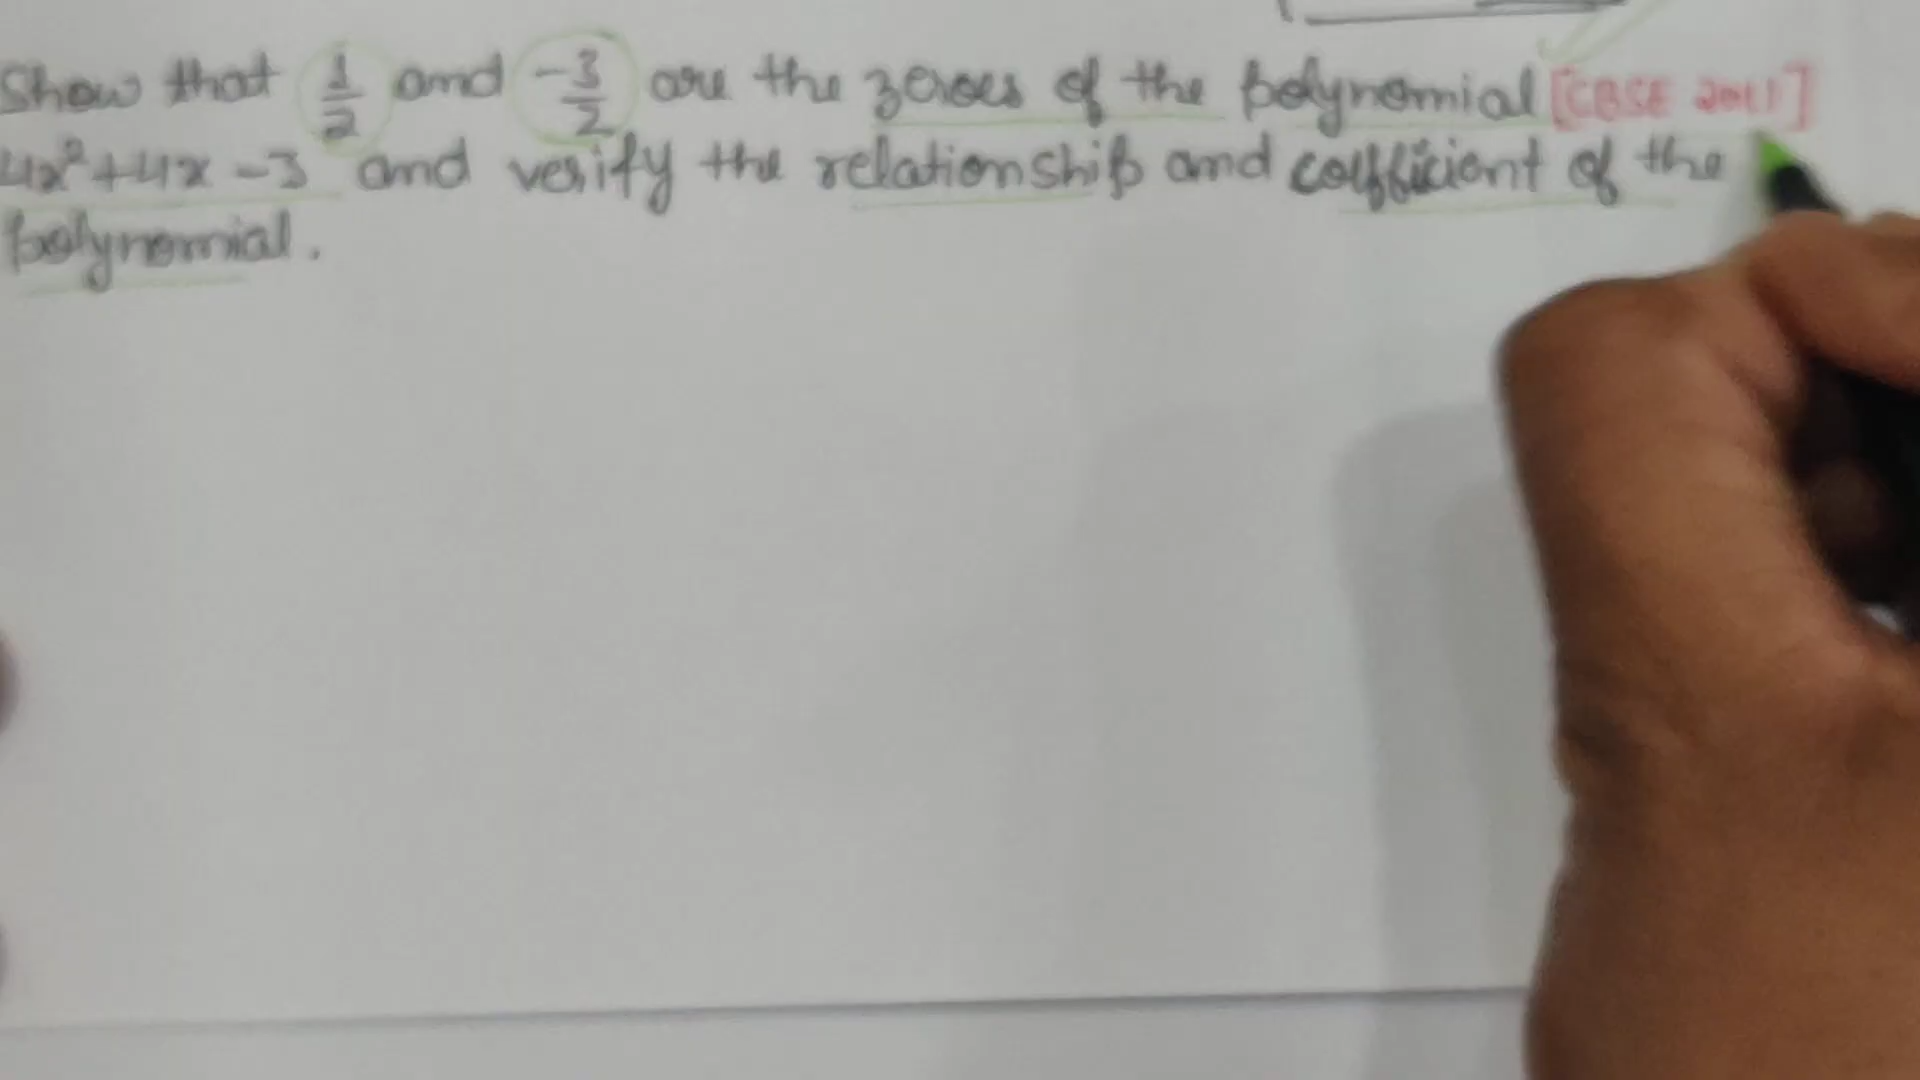 Show that 1/2 and -3/2 are the zeroes of the polynomial [CBSE 2011]
4x²+4x-3 and verify the relationship and coefficient of the
polynomial.